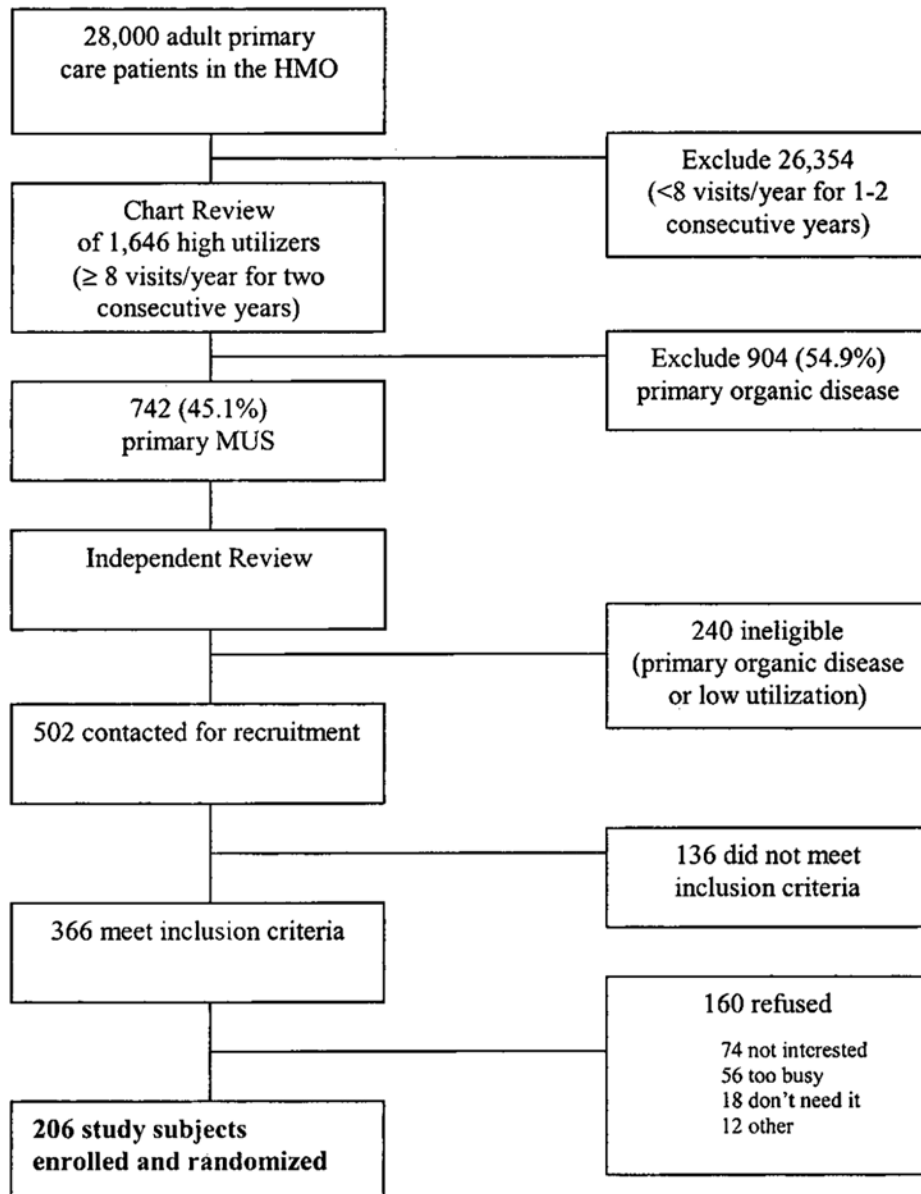 28,000 adult primary
care patients in the HMO
Exclude 26,354
(<8 visits/year for 1-2
consecutive years)
Chart Review
of 1,646 high utilizers
(≥ 8 visits/year for two
consecutive years)
Exclude 904 (54.9%)
primary organic disease
742 (45.1%)
primary MUS
Independent Review
240 ineligible
(primary organic disease
or low utilization)
502 contacted for recruitment
136 did not meet
inclusion criteria
366 meet inclusion criteria
160 refused
74 not interested
56 too busy
18 don't need it
12 other
206 study subjects
enrolled and randomized